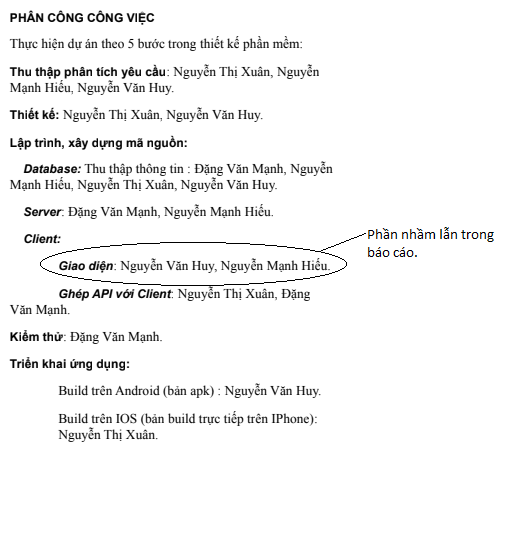 PHÂN CÔNG CÔNG VIỆC
Thực hiện dự án theo 5 bước trong thiết kế phần mềm:
Thu thập phân tích yêu cầu: Nguyễn Thị Xuân, Nguyễn
Mạnh Hiếu, Nguyễn Văn Huy.
Thiết kế: Nguyễn Thị Xuân, Nguyễn Văn Huy.
Lập trình, xây dựng mã nguồn:
Database: Thu thập thông tin : Đặng Văn Mạnh, Nguyễn
Mạnh Hiếu, Nguyễn Thị Xuân, Nguyễn Văn Huy.
Server: Đặng Văn Mạnh, Nguyễn Mạnh Hiếu.
Client:
Phần nhầm lẫn trong
báo cáo.
Giao diện: Nguyễn Văn Huy, Nguyễn Mạnh Hiếu.
Ghép API với Client: Nguyễn Thị Xuân, Đặng
Văn Mạnh.
Kiểm thử: Đặng Văn Mạnh.
Triển khai ứng dụng:
Build trên Android (bản apk) : Nguyễn Văn Huy.
Build trên IOS (bản build trực tiếp trên IPhone):
Nguyễn Thị Xuân.